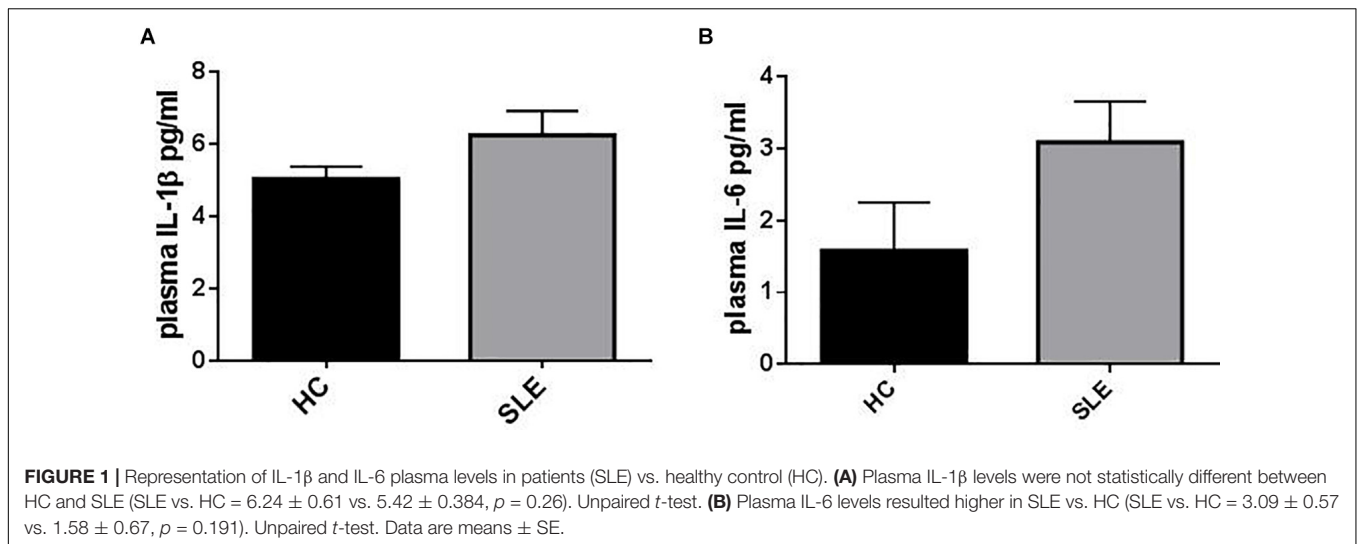 A
B
8
6
4
2
0
plasma IL-1β pg/ml
HC
SLE
4
3
2
1
0
plasma IL-6 pg/ml
HC
SLE
FIGURE 1 | Representation of IL-1β and IL-6 plasma levels in patients (SLE) vs. healthy control (HC). (A) Plasma IL-1β levels were not statistically different between
HC and SLE (SLE vs. HC = 6.24 ± 0.61 vs. 5.42 ± 0.384, p = 0.26). Unpaired t-test. (B) Plasma IL-6 levels resulted higher in SLE vs. HC (SLE vs. HC = 3.09 ± 0.57
vs. 1.58 ± 0.67, p = 0.191). Unpaired t-test. Data are means ± SE.